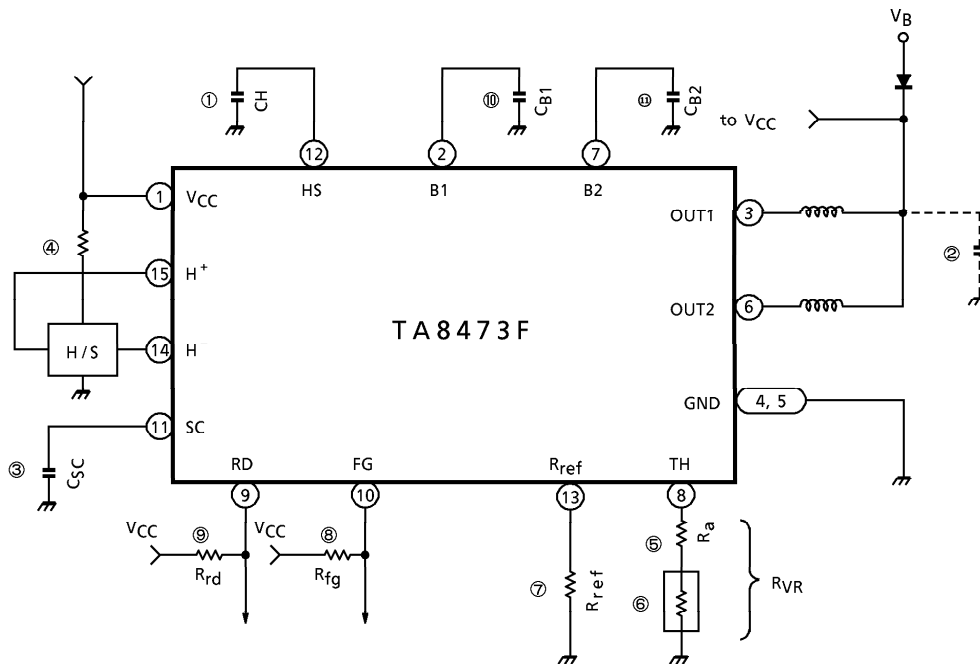 V_B
① CH
⑩ C_B1
⑪ C_B2
to V_CC
12
2
7
HS
B1
B2
1
V_CC
OUT1
3
④
②
15
H+
H/S
14
H−
TA8473F
OUT2
6
GND
4, 5
11
SC
③ C_SC
RD
FG
R_ref
TH
9
10
13
8
V_CC
⑨
R_rd
V_CC
⑧
R_fg
⑦ R_ref
⑤ R_a
⑥
R_VR